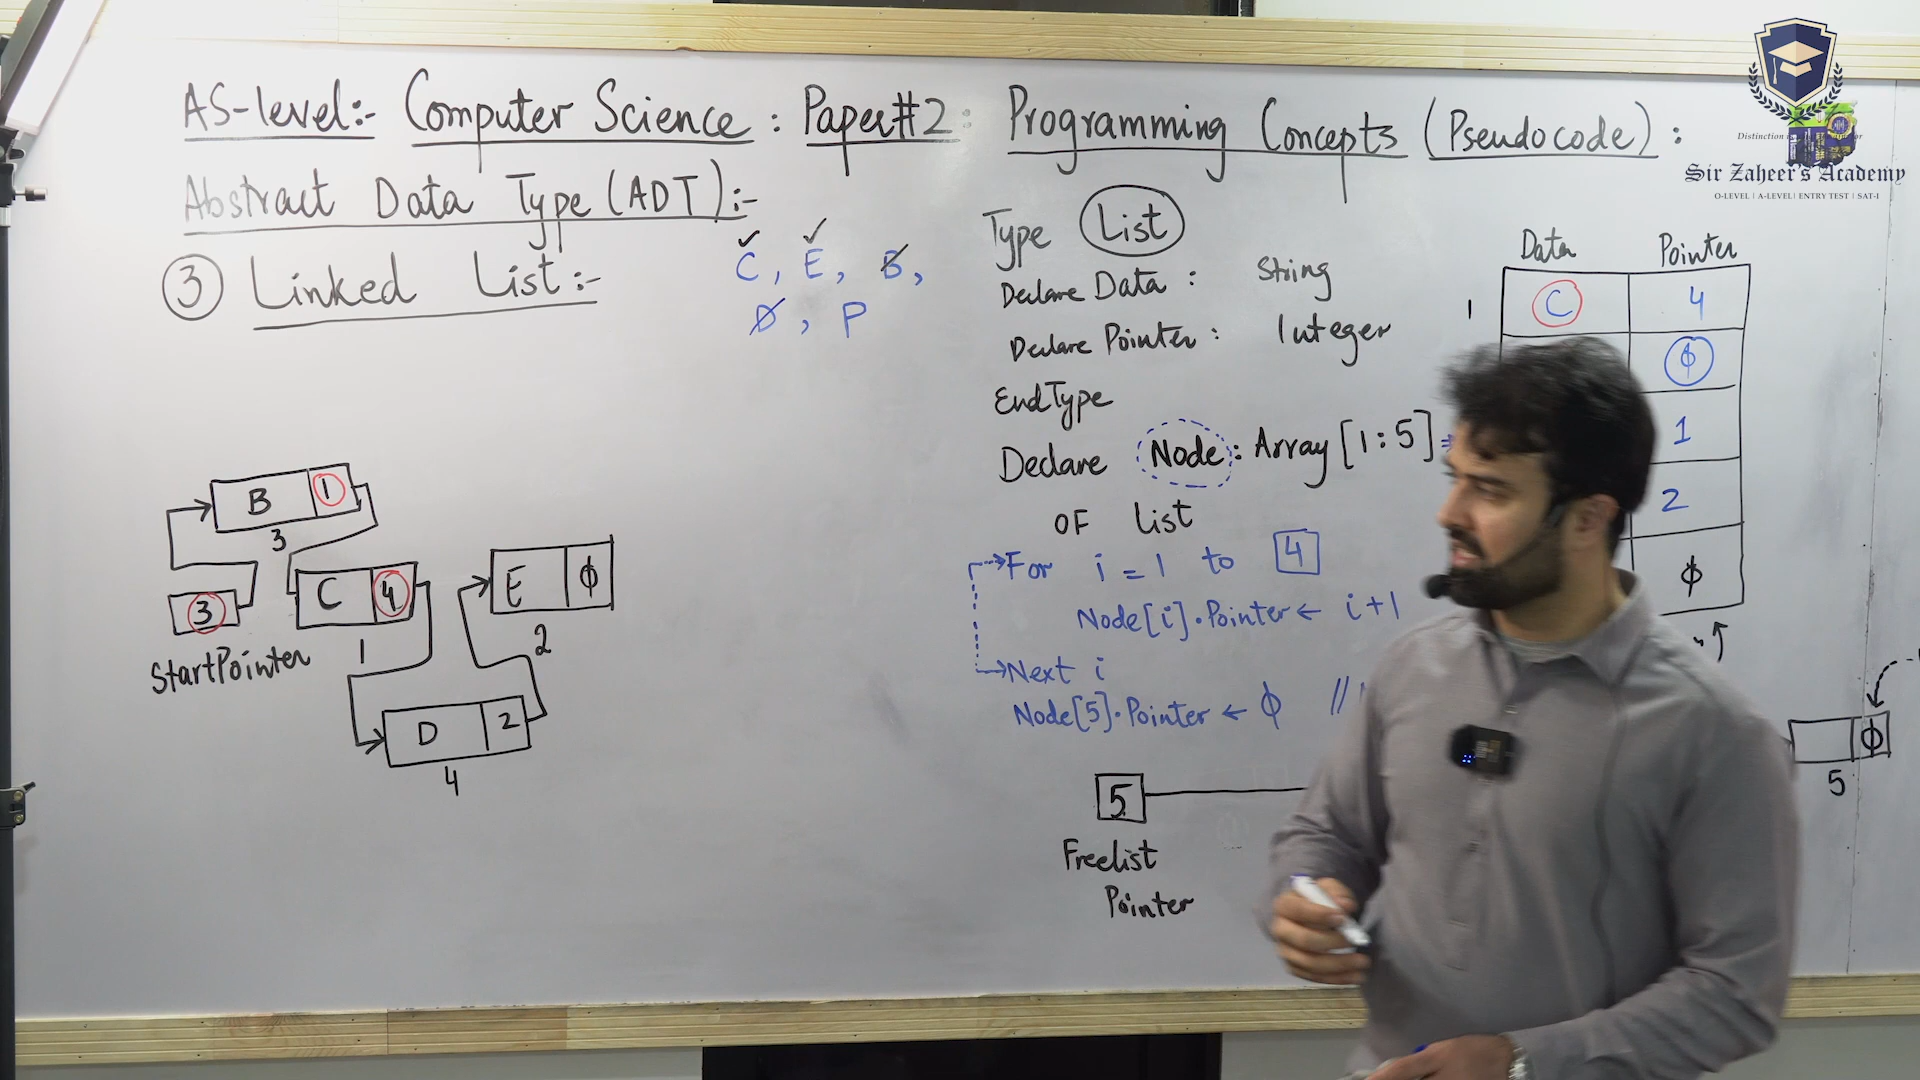 AS-level:- Computer Science : Paper#2 : Programming Concepts (Pseudocode) :
Abstract Data Type (ADT):-
③ Linked List:-
C, E, B,
D, P
Type List
Declare Data : String
Declare Pointer : Integer
EndType
Declare Node : Array [1:5]
OF List
For i = 1 to 4
Node[i].Pointer ← i+1
Next i
Node[5].Pointer ← φ //
5
Freelist
Pointer
B 1
3
3
StartPointer
C 4
1
D 2
4
E φ
2
Data Pointer
1 C 4
φ
1
2
φ
φ
5
Sir Zaheer's Academy
O-LEVEL | A-LEVEL | ENTRY TEST | SAT-I